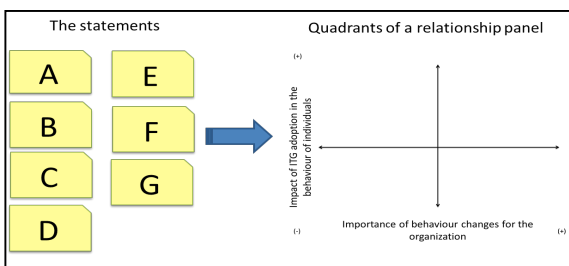 The statements
A
E
B
F
C
G
D
Quadrants of a relationship panel
(+)
Impact of ITG adoption in the
behaviour of individuals
(-)
Importance of behaviour changes for the
organization
(+)